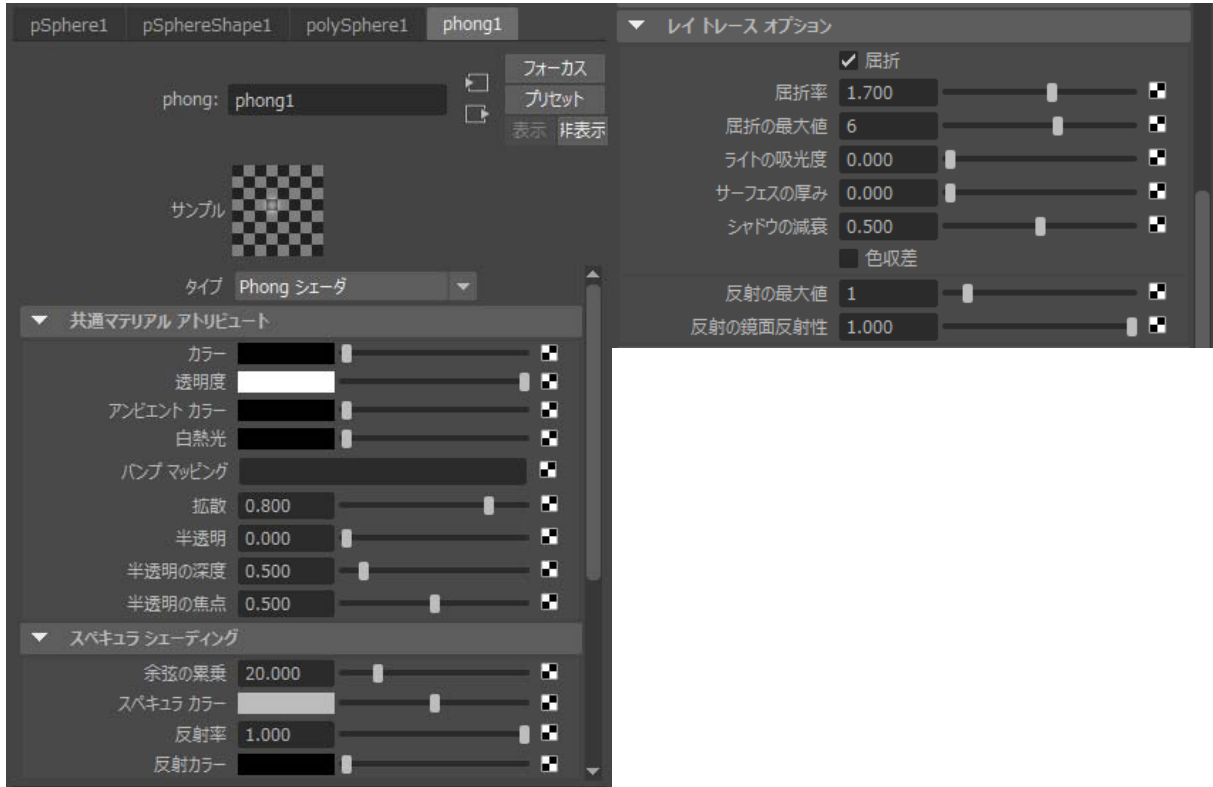 pSphere1 pSphereShape1 polySphere1 phong1
フォーカス
phong: phong1
プリセット
表示 非表示
サンプル
タイプ Phong シェーダ
共通マテリアル アトリビュート
カラー
透明度
アンビエント カラー
白熱光
バンプ マッピング
拡散 0.800
半透明 0.000
半透明の深度 0.500
半透明の焦点 0.500
スペキュラ シェーディング
余弦の累乗 20.000
スペキュラ カラー
反射率 1.000
反射カラー
レイ トレース オプション
屈折
屈折率 1.700
屈折の最大値 6
ライトの吸光度 0.000
サーフェスの厚み 0.000
シャドウの減衰 0.500
色収差
反射の最大値 1
反射の鏡面反射性 1.000